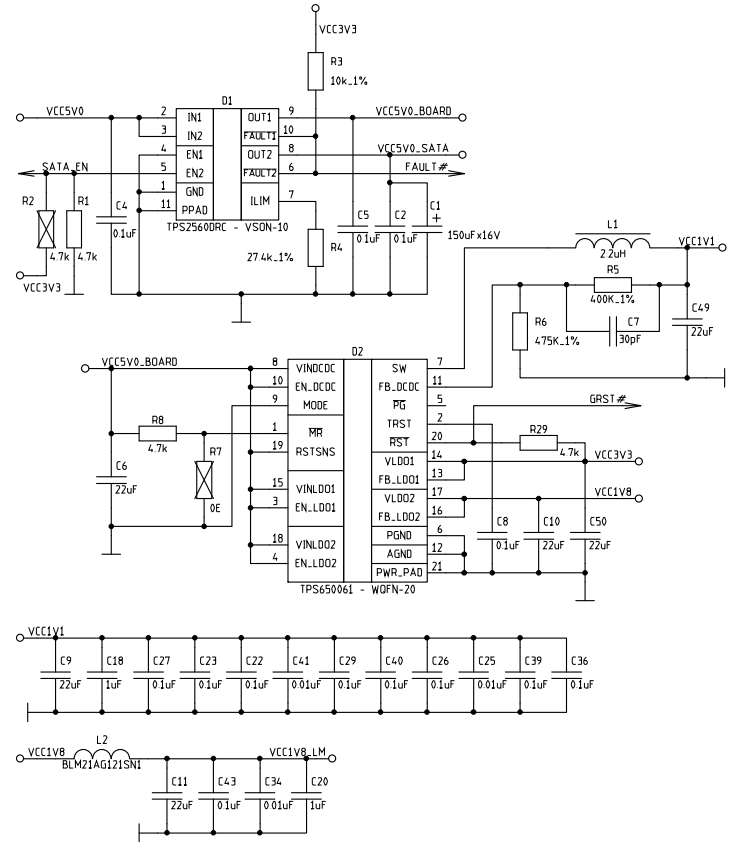 VCC3V3
R3
10k_1%
D1
VCC5V0
2 IN1 OUT1 9 VCC5V0_BOARD
3 IN2 FAULT1 10
4 EN1 OUT2 8 VCC5V0_SATA
SATA_EN 5 EN2 FAULT2 6 FAULT#
1 GND
11 PPAD ILIM 7
TPS2560DRC - VSON-10
R2
4.7k
R1
4.7k
VCC3V3
C4
0.1uF
27.4k_1%
R4
C5
0.1uF
C2
0.1uF
C1
+
150uFx16V
L1
2.2uH
VCC1V1
R5
400K_1%
C7
30pF
R6
475K_1%
C49
22uF
D2
VCC5V0_BOARD
8 VINDCDC SW 7
10 EN_DCDC FB_DCDC 11
9 MODE PG 5
TRST 2
1 MR RST 20
19 RSTSNS VLDO1 14
FB_LDO1 13
15 VINLDO1 VLDO2 17
3 EN_LDO1 FB_LDO2 16
PGND 6
18 VINLDO2 AGND 12
4 EN_LDO2 PWR_PAD 21
TPS650061 - WQFN-20
R8
4.7k
R7
0E
C6
22uF
GRST#
R29
4.7k
VCC3V3
VCC1V8
C8
0.1uF
C10
22uF
C50
22uF
VCC1V1
C9 C18 C27 C23 C22 C41 C29 C40 C26 C25 C39 C36
22uF 1uF 0.1uF 0.1uF 0.1uF 0.01uF 0.1uF 0.1uF 0.1uF 0.01uF 0.1uF 0.1uF
VCC1V8
L2
BLM21AG121SN1
VCC1V8_LM
C11 C43 C34 C20
22uF 0.1uF 0.01uF 1uF